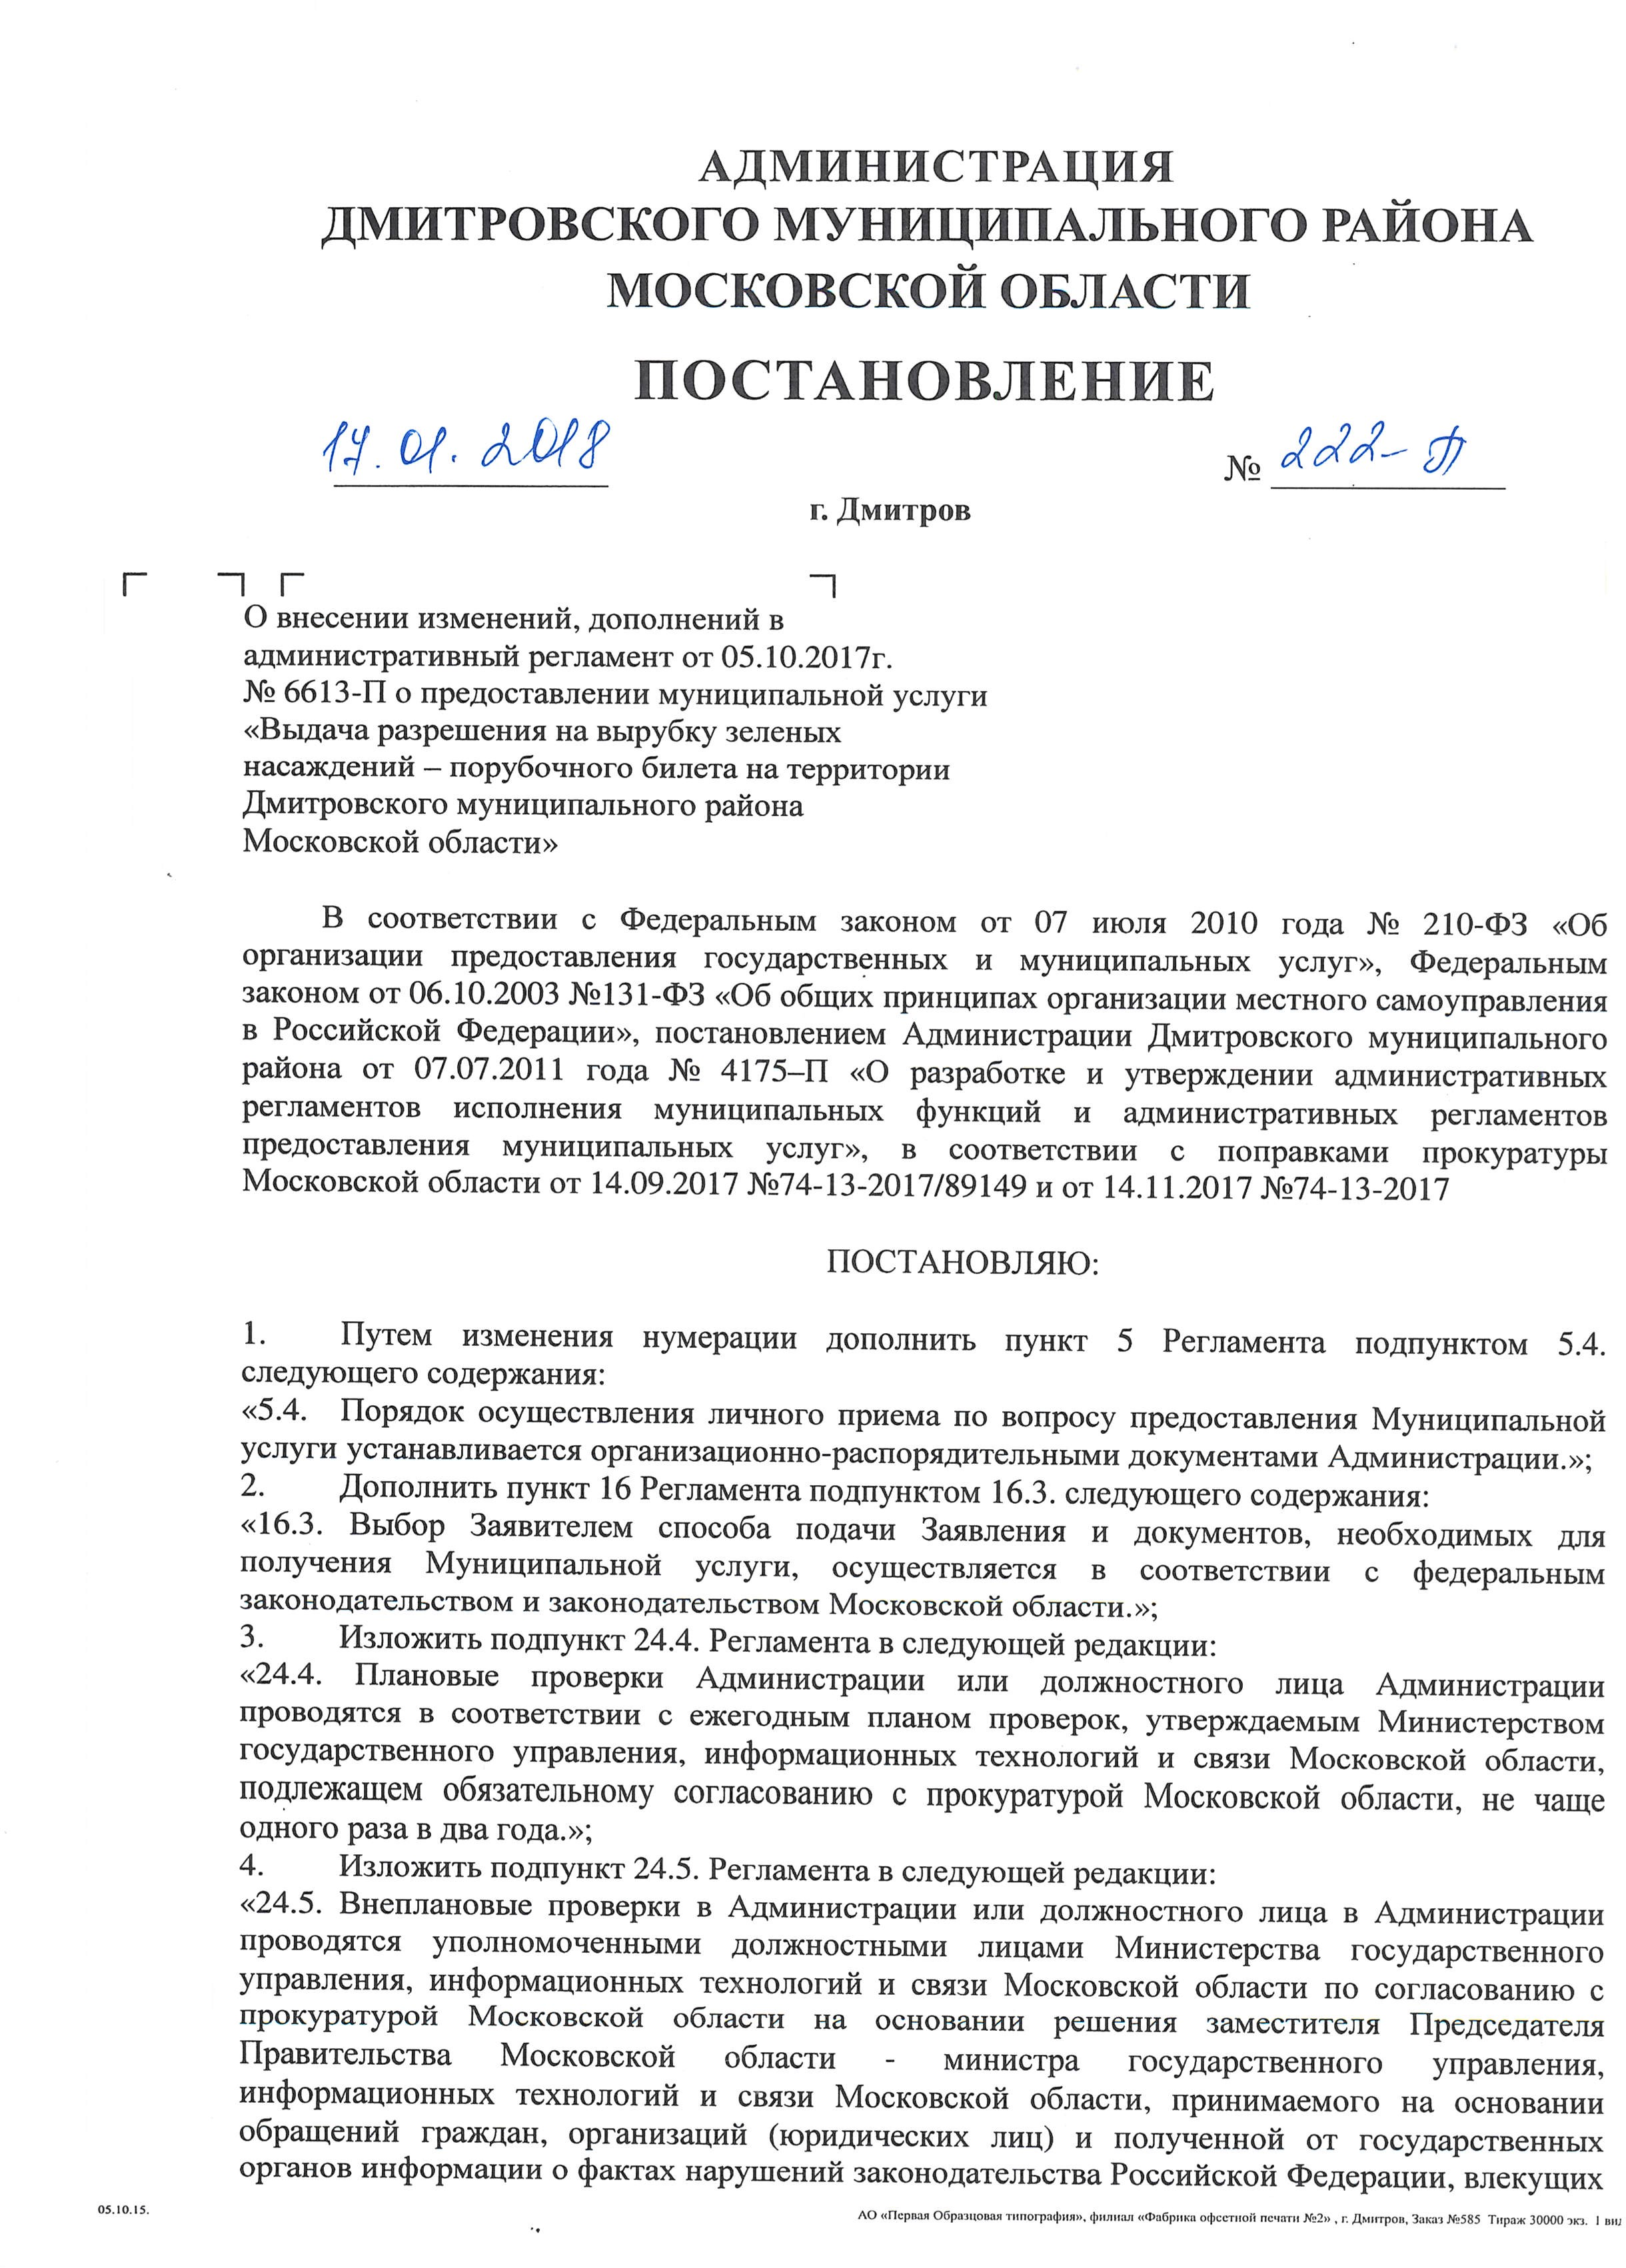 АДМИНИСТРАЦИЯ
ДМИТРОВСКОГО МУНИЦИПАЛЬНОГО РАЙОНА
МОСКОВСКОЙ ОБЛАСТИ
ПОСТАНОВЛЕНИЕ
17.01.2018 № 222-П
г. Дмитров
О внесении изменений, дополнений в
административный регламент от 05.10.2017г.
№ 6613-П о предоставлении муниципальной услуги
«Выдача разрешения на вырубку зеленых
насаждений – порубочного билета на территории
Дмитровского муниципального района
Московской области»
В соответствии с Федеральным законом от 07 июля 2010 года № 210-ФЗ «Об
организации предоставления государственных и муниципальных услуг», Федеральным
законом от 06.10.2003 №131-ФЗ «Об общих принципах организации местного самоуправления
в Российской Федерации», постановлением Администрации Дмитровского муниципального
района от 07.07.2011 года № 4175–П «О разработке и утверждении административных
регламентов исполнения муниципальных функций и административных регламентов
предоставления муниципальных услуг», в соответствии с поправками прокуратуры
Московской области от 14.09.2017 №74-13-2017/89149 и от 14.11.2017 №74-13-2017
ПОСТАНОВЛЯЮ:
1. Путем изменения нумерации дополнить пункт 5 Регламента подпунктом 5.4.
следующего содержания:
«5.4. Порядок осуществления личного приема по вопросу предоставления Муниципальной
услуги устанавливается организационно-распорядительными документами Администрации.»;
2. Дополнить пункт 16 Регламента подпунктом 16.3. следующего содержания:
«16.3. Выбор Заявителем способа подачи Заявления и документов, необходимых для
получения Муниципальной услуги, осуществляется в соответствии с федеральным
законодательством и законодательством Московской области.»;
3. Изложить подпункт 24.4. Регламента в следующей редакции:
«24.4. Плановые проверки Администрации или должностного лица Администрации
проводятся в соответствии с ежегодным планом проверок, утверждаемым Министерством
государственного управления, информационных технологий и связи Московской области,
подлежащем обязательному согласованию с прокуратурой Московской области, не чаще
одного раза в два года.»;
4. Изложить подпункт 24.5. Регламента в следующей редакции:
«24.5. Внеплановые проверки в Администрации или должностного лица в Администрации
проводятся уполномоченными должностными лицами Министерства государственного
управления, информационных технологий и связи Московской области по согласованию с
прокуратурой Московской области на основании решения заместителя Председателя
Правительства Московской области - министра государственного управления,
информационных технологий и связи Московской области, принимаемого на основании
обращений граждан, организаций (юридических лиц) и полученной от государственных
органов информации о фактах нарушений законодательства Российской Федерации, влекущих
05.10.15. АО «Первая Образцовая типография», филиал «Фабрика офсетной печати №2» , г. Дмитров, Заказ №585 Тираж 30000 экз. 1 вид